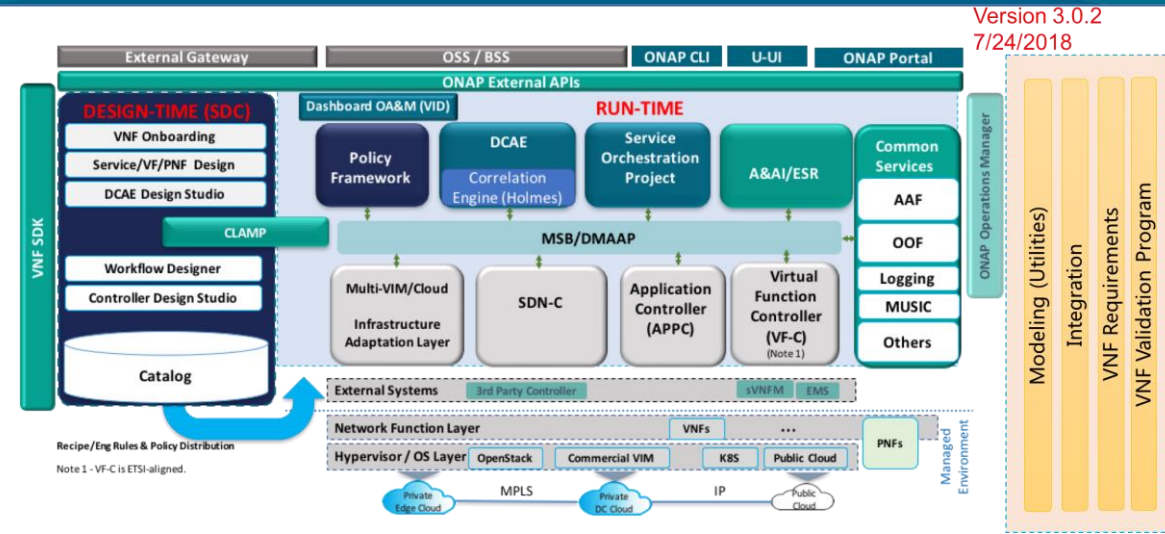 Version 3.0.2
7/24/2018
External Gateway
OSS / BSS
ONAP CLI
U-UI
ONAP Portal
ONAP External APIs
VNF SDK
DESIGN-TIME (SDC)
VNF Onboarding
Service/VF/PNF Design
DCAE Design Studio
CLAMP
Workflow Designer
Controller Design Studio
Catalog
Dashboard OA&M (VID)
RUN-TIME
Policy
Framework
DCAE
Correlation
Engine (Holmes)
Service
Orchestration
Project
A&AI/ESR
MSB/DMAAP
Multi-VIM/Cloud
Infrastructure
Adaptation Layer
SDN-C
Application
Controller
(APPC)
Virtual
Function
Controller
(VF-C)
(Note 1)
Common
Services
AAF
OOF
Logging
MUSIC
Others
ONAP Operations Manager
Modeling (Utilities)
Integration
VNF Requirements
VNF Validation Program
External Systems
3rd Party Controller
sVNFM
EMS
Network Function Layer
VNFs
...
Hypervisor / OS Layer
OpenStack
Commercial VIM
K8S
Public Cloud
PNFs
Managed
Environment
Private
Edge Cloud
MPLS
Private
DC Cloud
IP
Public
Cloud
Recipe/Eng Rules & Policy Distribution
Note 1 - VF-C is ETSI-aligned.